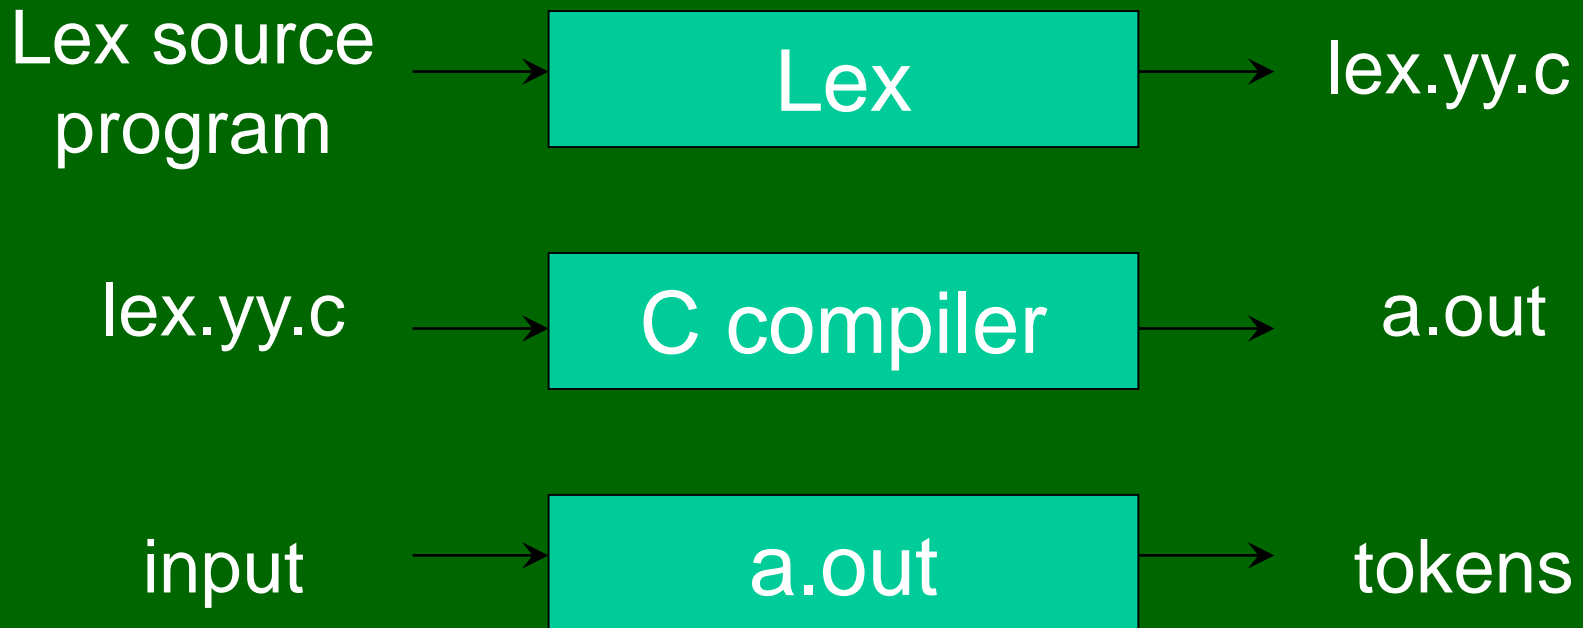 Lex source
program
Lex
lex.yy.c
lex.yy.c
C compiler
a.out
input
a.out
tokens